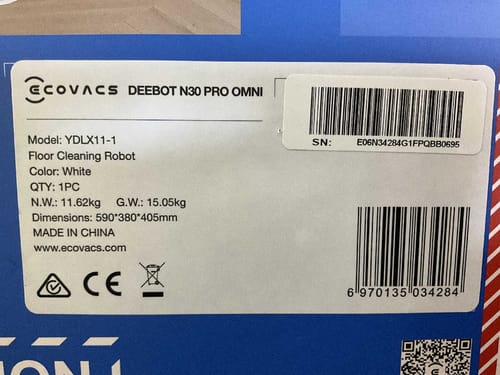 ECOVACS DEEBOT N30 PRO OMNI
SN: E06N34284G1FPQBB0695
Model: YDLX11-1
Floor Cleaning Robot
Color: White
QTY: 1PC
N.W.: 11.62kg G.W.: 15.05kg
Dimensions: 590*380*405mm
MADE IN CHINA
www.ecovacs.com
CE
6 970135 034284